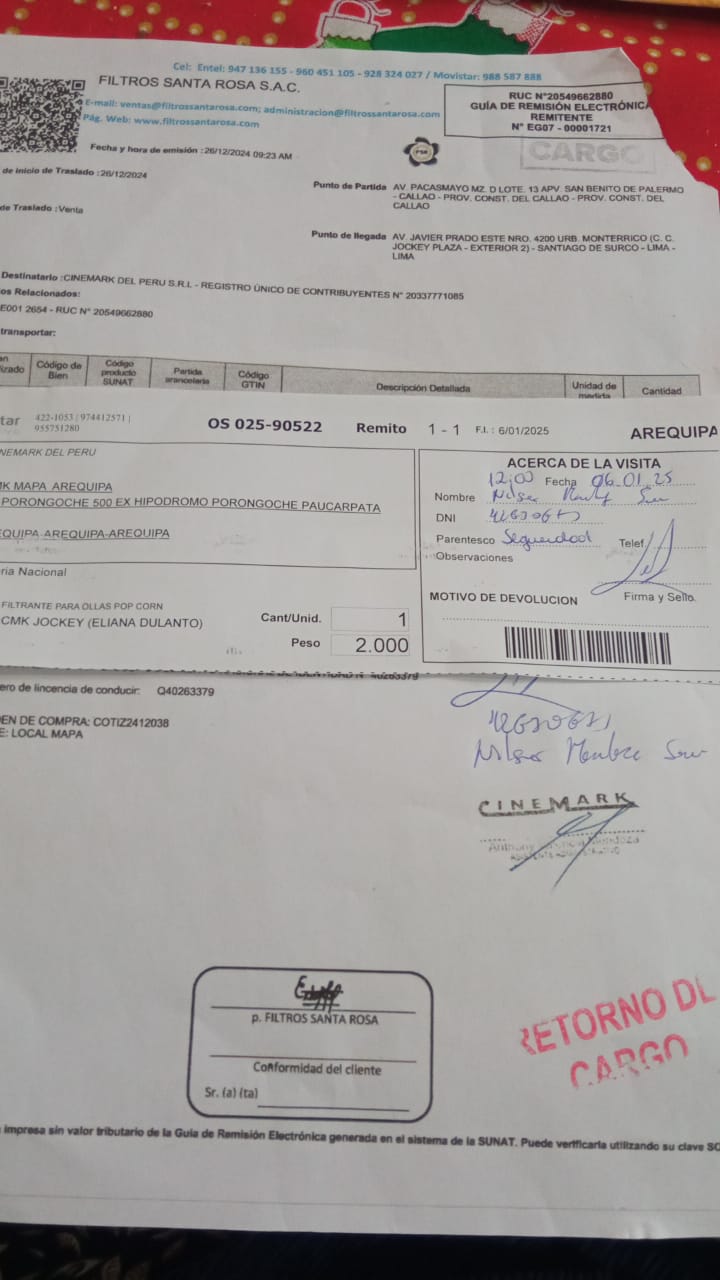 Cel: Entel: 947 136 155 - 960 451 105 - 928 324 027 / Movistar: 988 587 888
FILTROS SANTA ROSA S.A.C.
E-mail: ventas@filtrossantarosa.com; administracion@filtrossantarosa.com
Pág. Web: www.filtrossantarosa.com
RUC N°20549662880
GUÍA DE REMISIÓN ELECTRÓNICA
REMITENTE
N° EG07 - 00001721
CARGO
Fecha y hora de emisión :26/12/2024 09:23 AM
de inicio de Traslado :26/12/2024
de Traslado :Venta
Punto de Partida AV. PACASMAYO MZ. D LOTE. 13 APV. SAN BENITO DE PALERMO
- CALLAO - PROV. CONST. DEL CALLAO - PROV. CONST. DEL
CALLAO
Punto de llegada AV. JAVIER PRADO ESTE NRO. 4200 URB. MONTERRICO (C. C.
JOCKEY PLAZA - EXTERIOR 2) - SANTIAGO DE SURCO - LIMA -
LIMA
Destinatario :CINEMARK DEL PERU S.R.L - REGISTRO ÚNICO DE CONTRIBUYENTES N° 20337771085
os Relacionados:
E001 2654 - RUC N° 20549662880
transportar:
Código de
Bien
Código
producto
SUNAT
Partida
arancelaria
Código
GTIN
Descripción Detallada
Unidad de
medida
Cantidad
tar
422-1053 | 974412571 |
955751280
OS 025-90522 Remito 1 - 1 F.I. : 6/01/2025 AREQUIPA
NEMARK DEL PERU
MK MAPA AREQUIPA
PORONGOCHE 500 EX HIPODROMO PORONGOCHE PAUCARPATA
EQUIPA-AREQUIPA-AREQUIPA
ACERCA DE LA VISITA
12:00 Fecha 06.01.25
Nombre
DNI
Parentesco Seguridad Telef.
Observaciones
Firma y Sello.
MOTIVO DE DEVOLUCION
ria Nacional
FILTRANTE PARA OLLAS POP CORN
CMK JOCKEY (ELIANA DULANTO)
Cant/Unid. 1
Peso 2.000
ero de lincencia de conducir: Q40263379
EN DE COMPRA: COTIZ2412038
E: LOCAL MAPA
CINEMARK
Anthony
p. FILTROS SANTA ROSA
Conformidad del cliente
Sr. (a) (ta)
RETORNO DE
CARGO
impresa sin valor tributario de la Guía de Remisión Electrónica generada en el sistema de la SUNAT. Puede verificarla utilizando su clave SO